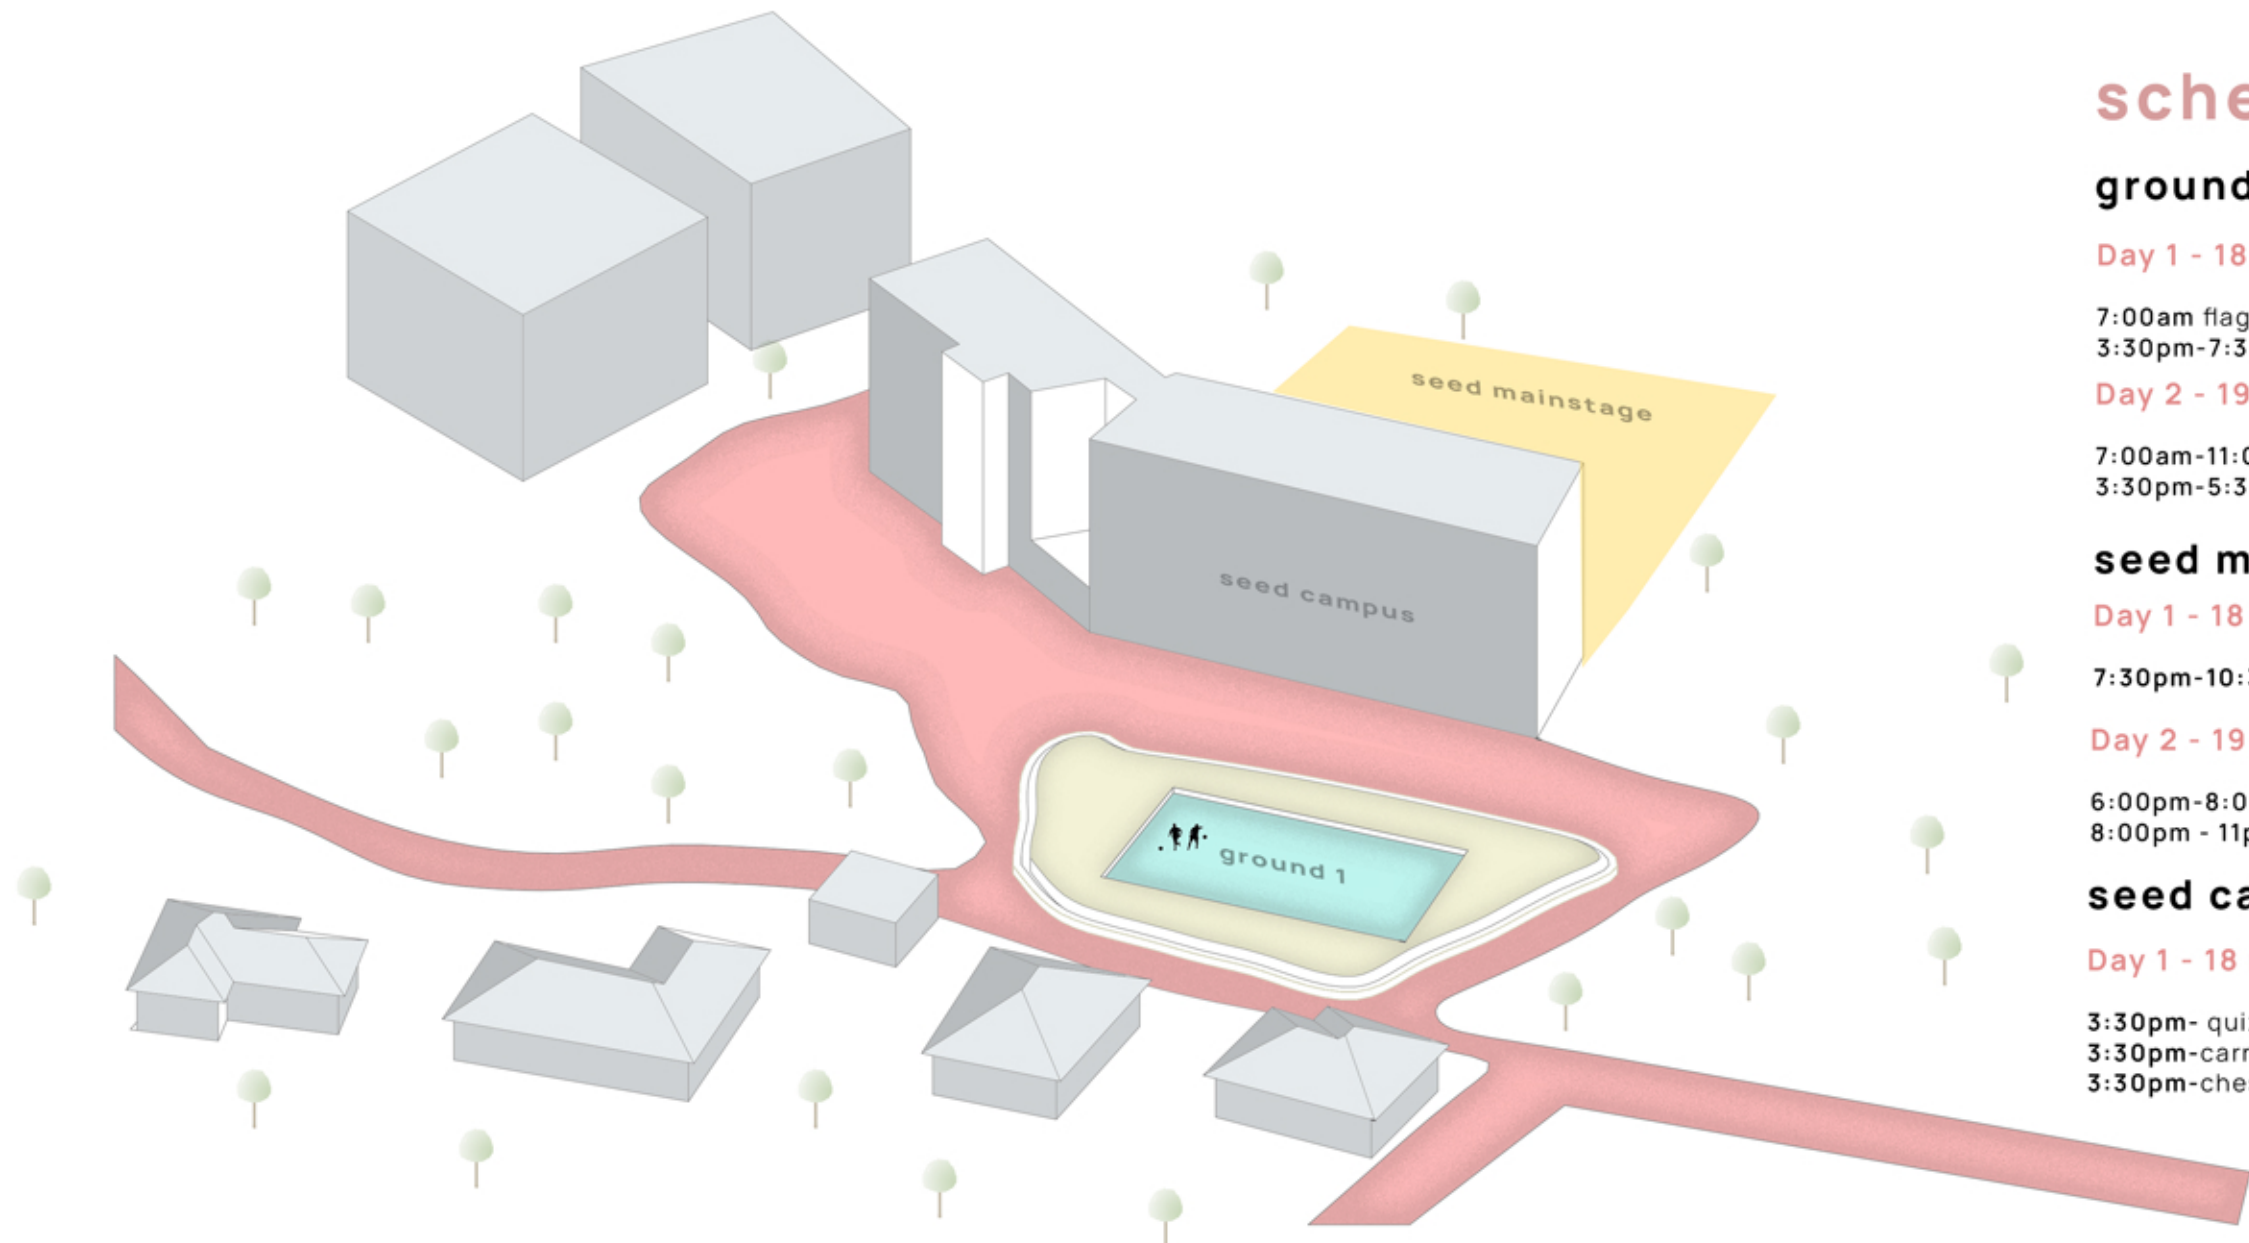 seed mainstage
seed campus
ground 1
sche
ground
Day 1 - 18
7:00am flag
3:30pm-7:3
Day 2 - 19
7:00am-11:0
3:30pm-5:3
seed m
Day 1 - 18
7:30pm-10:
Day 2 - 19
6:00pm-8:0
8:00pm - 11p
seed ca
Day 1 - 18
3:30pm- qui
3:30pm-carn
3:30pm-che